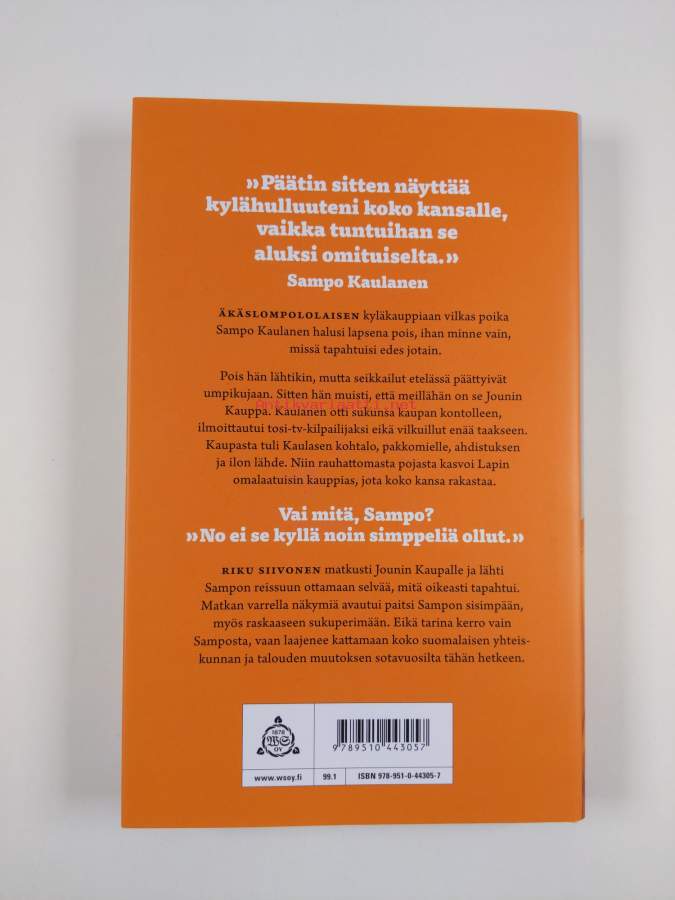 »Päätin sitten näyttää
kylähulluuteni koko kansalle,
vaikka tuntuihan se
aluksi omituiselta.»
Sampo Kaulanen
ÄKÄSLOMPOLOLAISEN kyläkauppiaan vilkas poika
Sampo Kaulanen halusi lapsena pois, ihan minne vain,
missä tapahtuisi edes jotain.
Pois hän lähtikin, mutta seikkailut etelässä päättyivät
umpikujaan. Sitten hän muisti, että meillähän on se Jounin
Antikvariaatti.net
Kauppa. Kaulanen otti sukunsa kaupan kontolleen,
ilmoittautui tosi-tv-kilpailijaksi eikä vilkuillut enää taakseen.
Kaupasta tuli Kaulasen kohtalo, pakkomielle, ahdistuksen
ja ilon lähde. Niin rauhattomasta pojasta kasvoi Lapin
omalaatuisin kauppias, jota koko kansa rakastaa.
Vai mitä, Sampo?
»No ei se kyllä noin simppeliä ollut.»
RIKU SIIVONEN matkusti Jounin Kaupalle ja lähti
Sampon reissuun ottamaan selvää, mitä oikeasti tapahtui.
Matkan varrella näkymiä avautui paitsi Sampon sisimpään,
myös raskaaseen sukuperimään. Eikä tarina kerro vain
Samposta, vaan laajenee kattamaan koko suomalaisen yhteis-
kunnan ja talouden muutoksen sotavuosilta tähän hetkeen.
1878
WS
OY
9 789510 443057
www.wsoy.fi
99.1
ISBN 978-951-0-44305-7